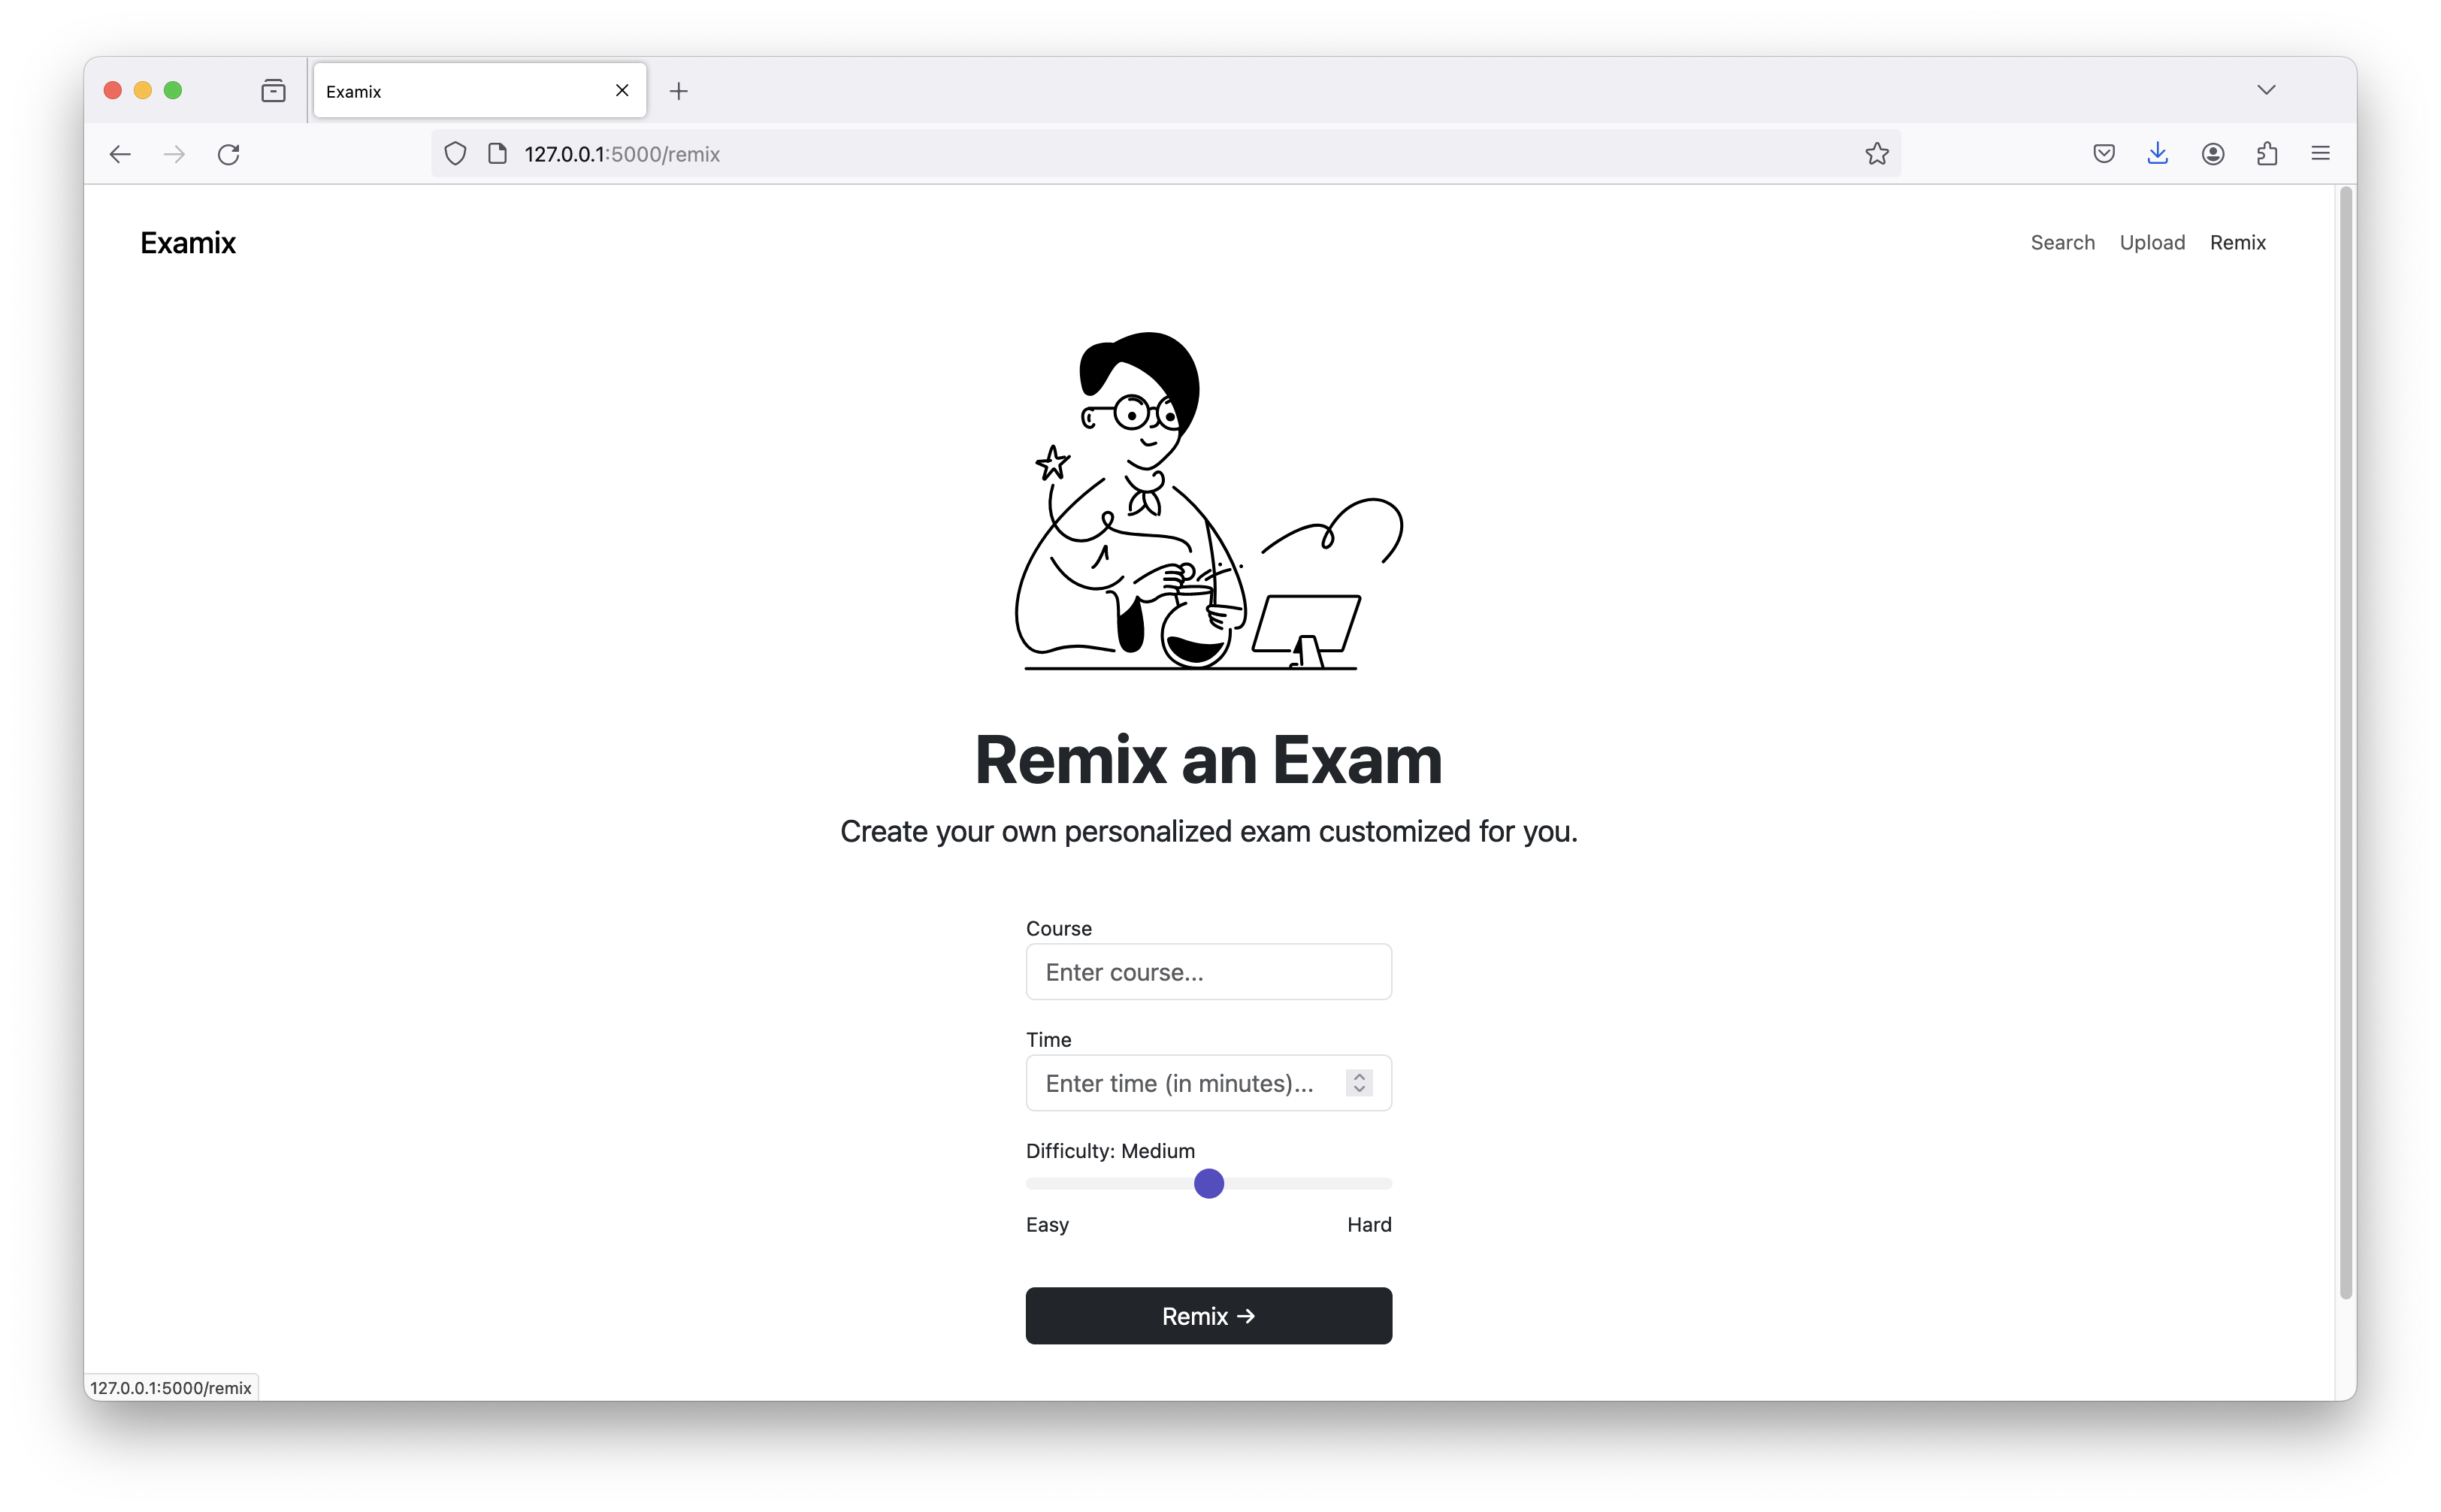 Examix
127.0.0.1:5000/remix
Examix
Search Upload Remix
Remix an Exam
Create your own personalized exam customized for you.
Course
Enter course...
Time
Enter time (in minutes)...
Difficulty: Medium
Easy Hard
Remix →
127.0.0.1:5000/remix